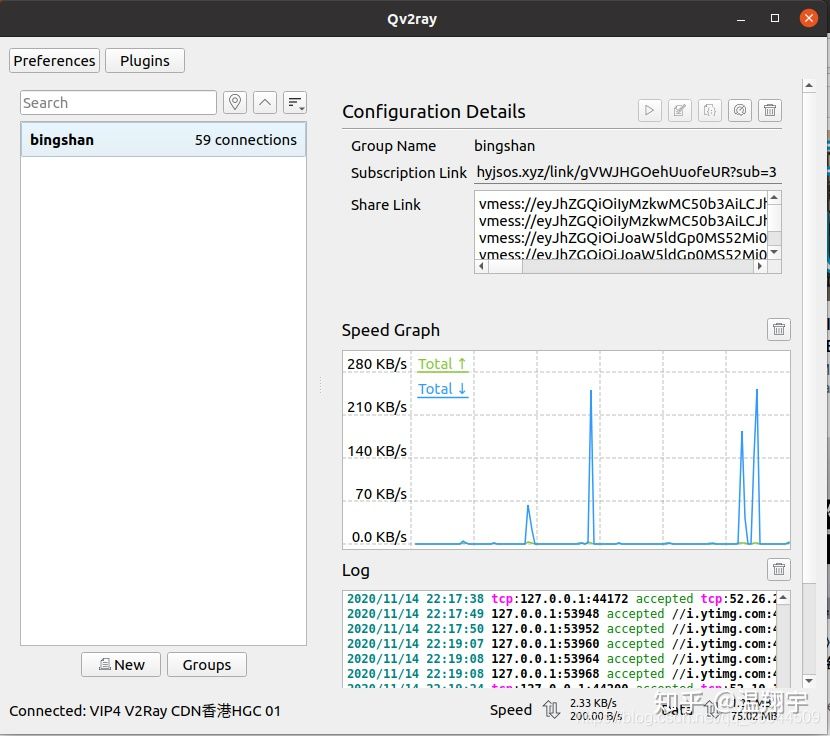 Qv2ray
Preferences
Plugins
Search
bingshan 59 connections
New
Groups
Configuration Details
Group Name bingshan
Subscription Link hyjsos.xyz/link/gVWJHGOehUuofeUR?sub=3
Share Link
vmess://eyJhZGQiOiIyMzkwMC50b3AiLCJh
vmess://eyJhZGQiOiIyMzkwMC50b3AiLCJh
vmess://eyJhZGQiOiJoaW5ldGp0MS52Mi0
vmess://eyJhZGQiOiJoaW5ldGp0MS52Mi0
Speed Graph
280 KB/s
Total ↑
Total ↓
210 KB/s
140 KB/s
70 KB/s
0.0 KB/s
Log
2020/11/14 22:17:38 tcp:127.0.0.1:44172 accepted tcp:52.26.2
2020/11/14 22:17:49 127.0.0.1:53948 accepted //i.ytimg.com:4
2020/11/14 22:17:50 127.0.0.1:53952 accepted //i.ytimg.com:4
2020/11/14 22:19:07 127.0.0.1:53960 accepted //i.ytimg.com:4
2020/11/14 22:19:08 127.0.0.1:53964 accepted //i.ytimg.com:4
2020/11/14 22:19:08 127.0.0.1:53968 accepted //i.ytimg.com:4
Connected: VIP4 V2Ray CDN香港HGC 01
Speed
2.33 KB/s
200.00 B/s
Data
75.02 MB
知乎 @温翔宇